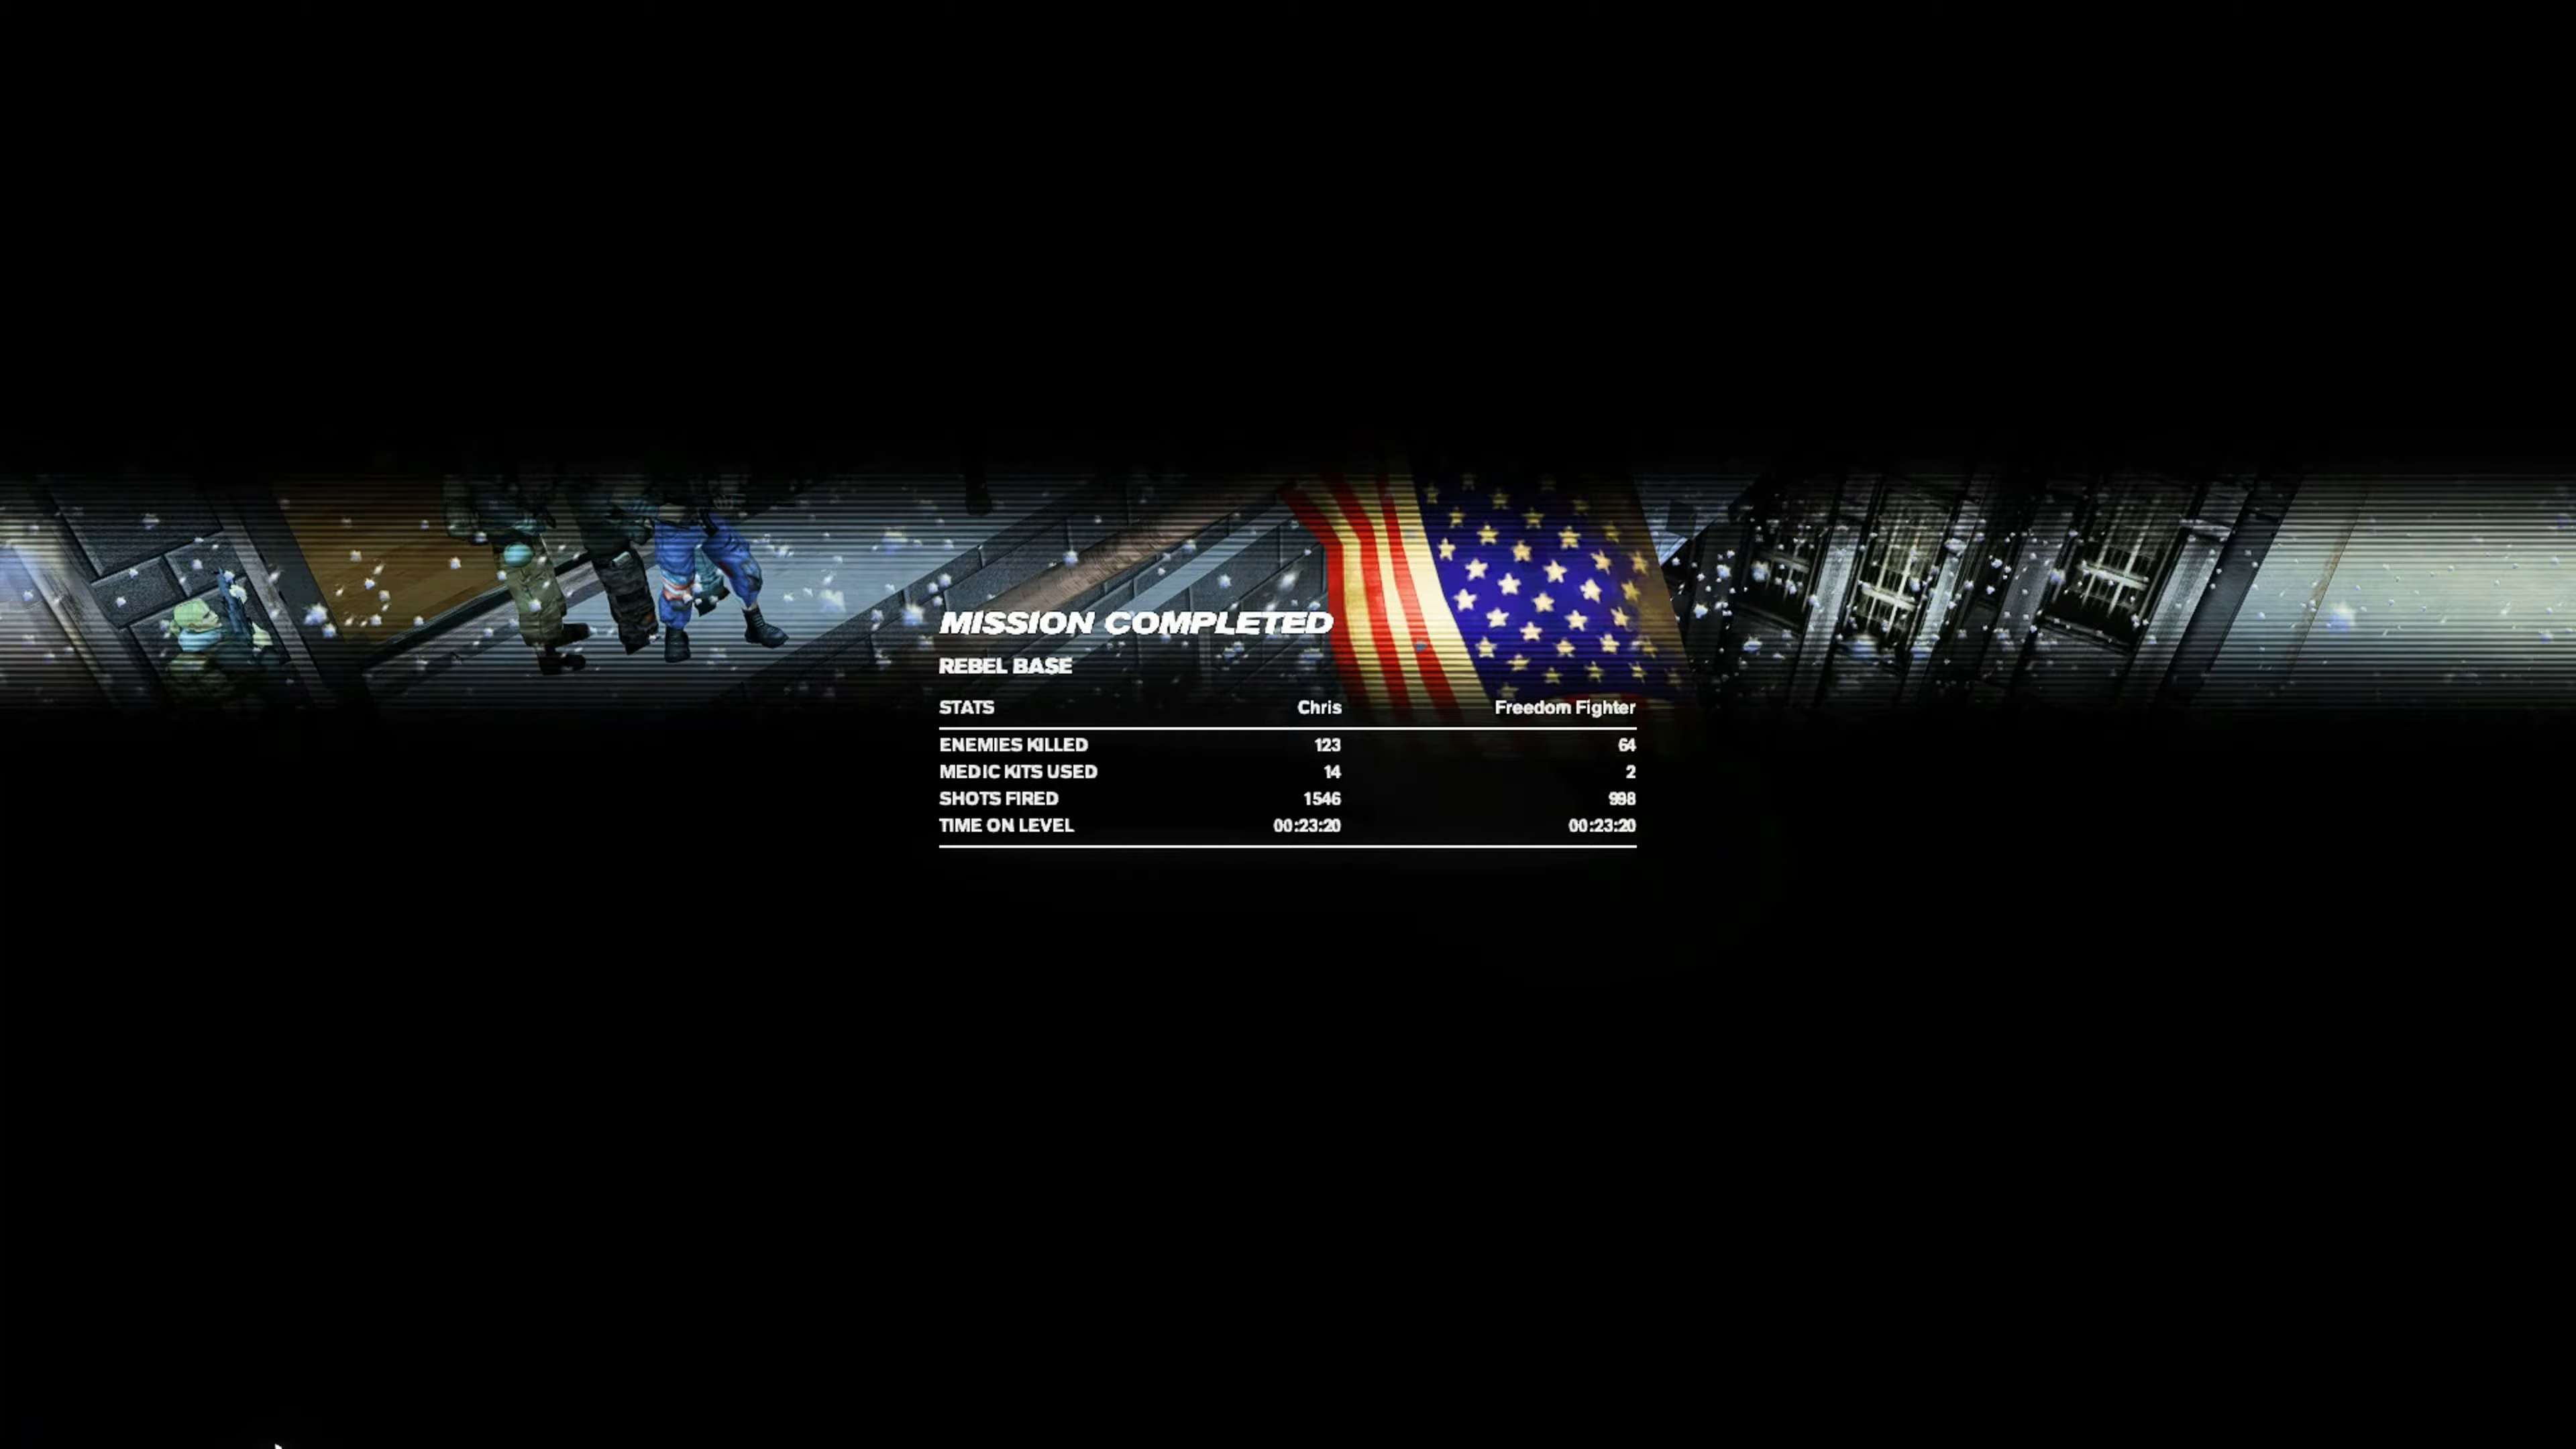 MISSION COMPLETED
REBEL BASE
STATS Chris Freedom Fighter
ENEMIES KILLED 123 64
MEDIC KITS USED 14 2
SHOTS FIRED 1546 998
TIME ON LEVEL 00:23:20 00:23:20